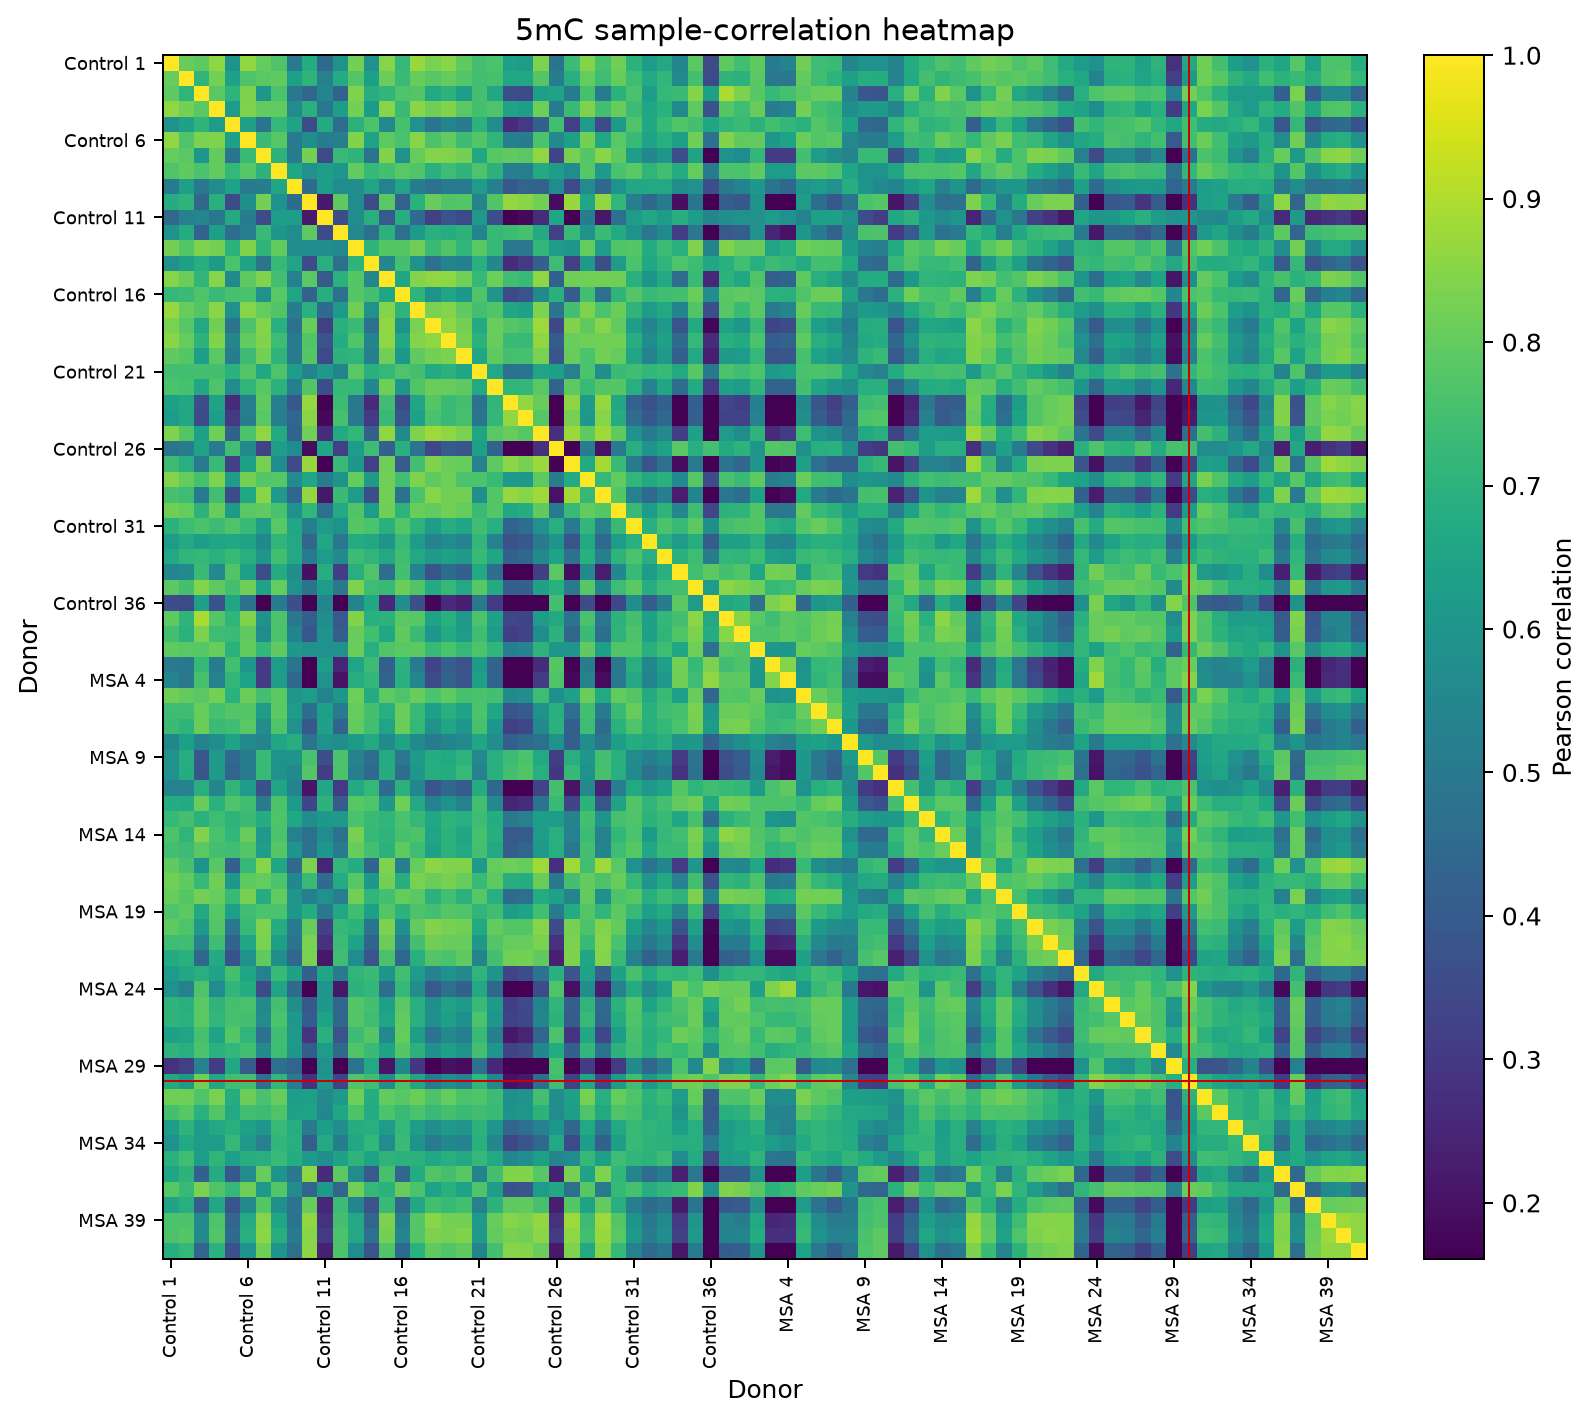 5mC sample-correlation heatmap
Control 1
Control 6
Control 11
Control 16
Control 21
Control 26
Control 31
Control 36
MSA 4
MSA 9
MSA 14
MSA 19
MSA 24
MSA 29
MSA 34
MSA 39
Donor
Control 1
Control 6
Control 11
Control 16
Control 21
Control 26
Control 31
Control 36
MSA 4
MSA 9
MSA 14
MSA 19
MSA 24
MSA 29
MSA 34
MSA 39
Donor
1.0
0.9
0.8
0.7
0.6
0.5
0.4
0.3
0.2
Pearson correlation